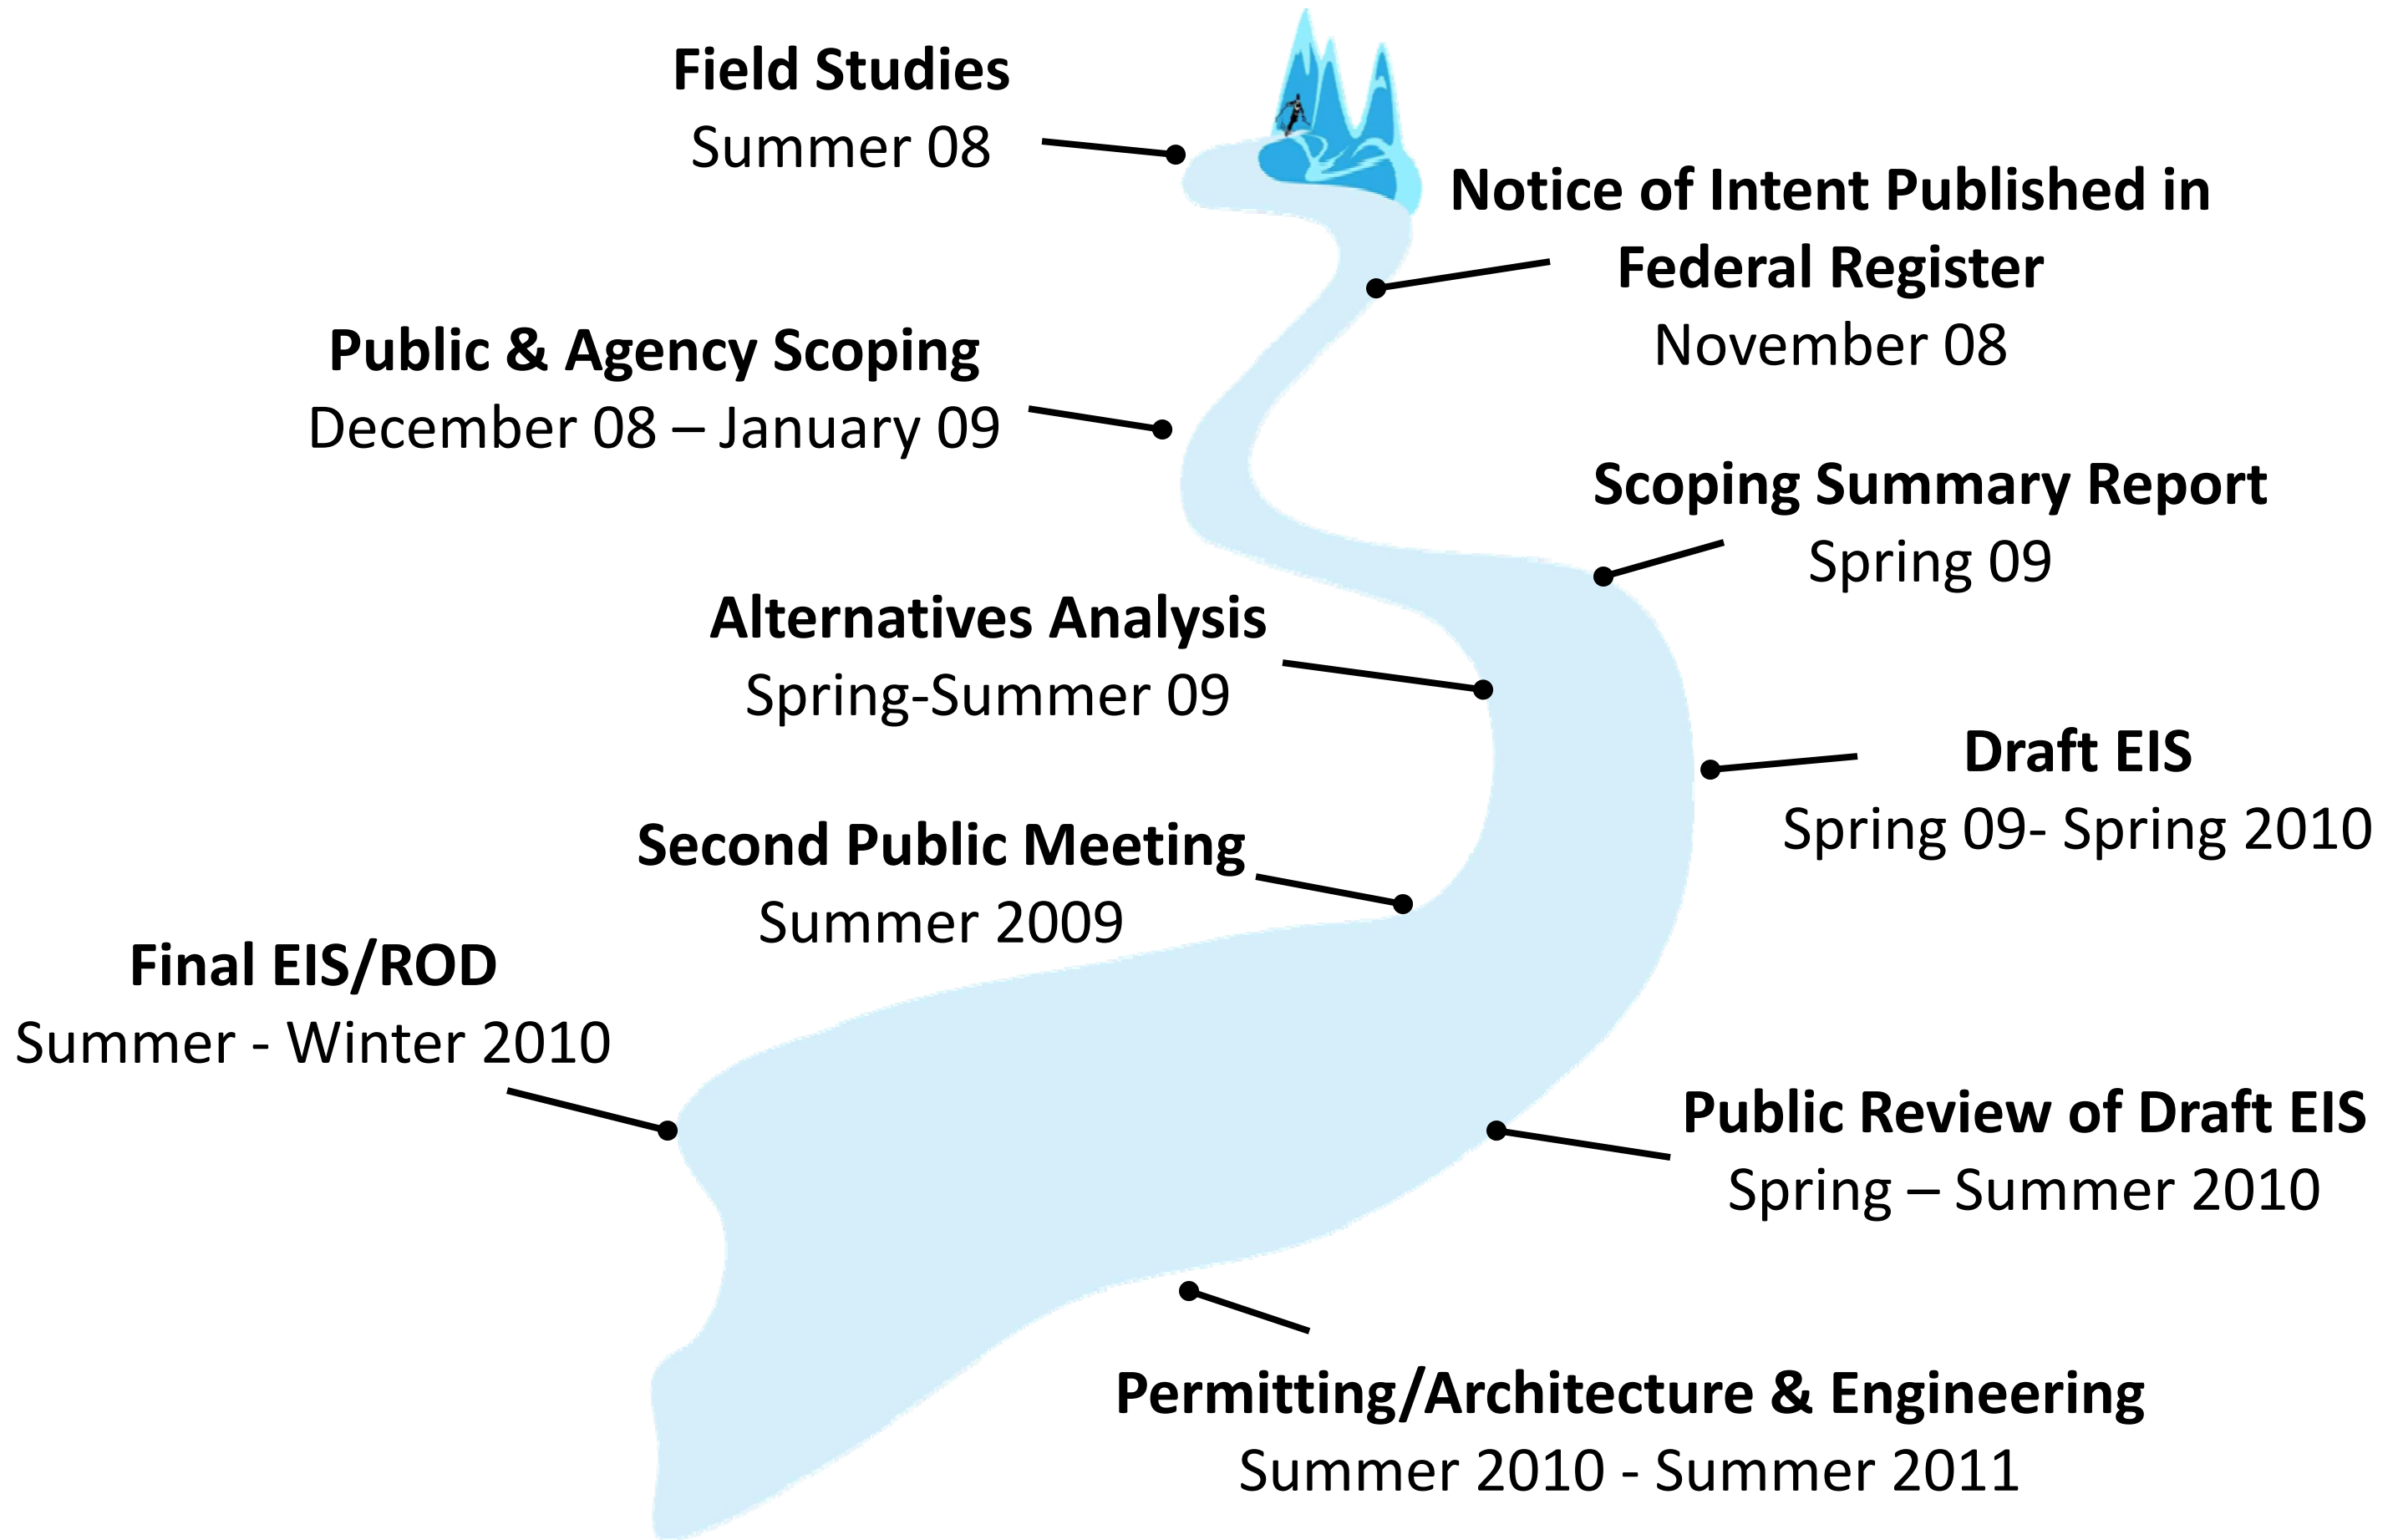 Field Studies
Summer 08
Notice of Intent Published in
Federal Register
November 08
Public & Agency Scoping
December 08 – January 09
Scoping Summary Report
Spring 09
Alternatives Analysis
Spring-Summer 09
Draft EIS
Spring 09- Spring 2010
Second Public Meeting
Summer 2009
Final EIS/ROD
Summer - Winter 2010
Public Review of Draft EIS
Spring – Summer 2010
Permitting/Architecture & Engineering
Summer 2010 - Summer 2011